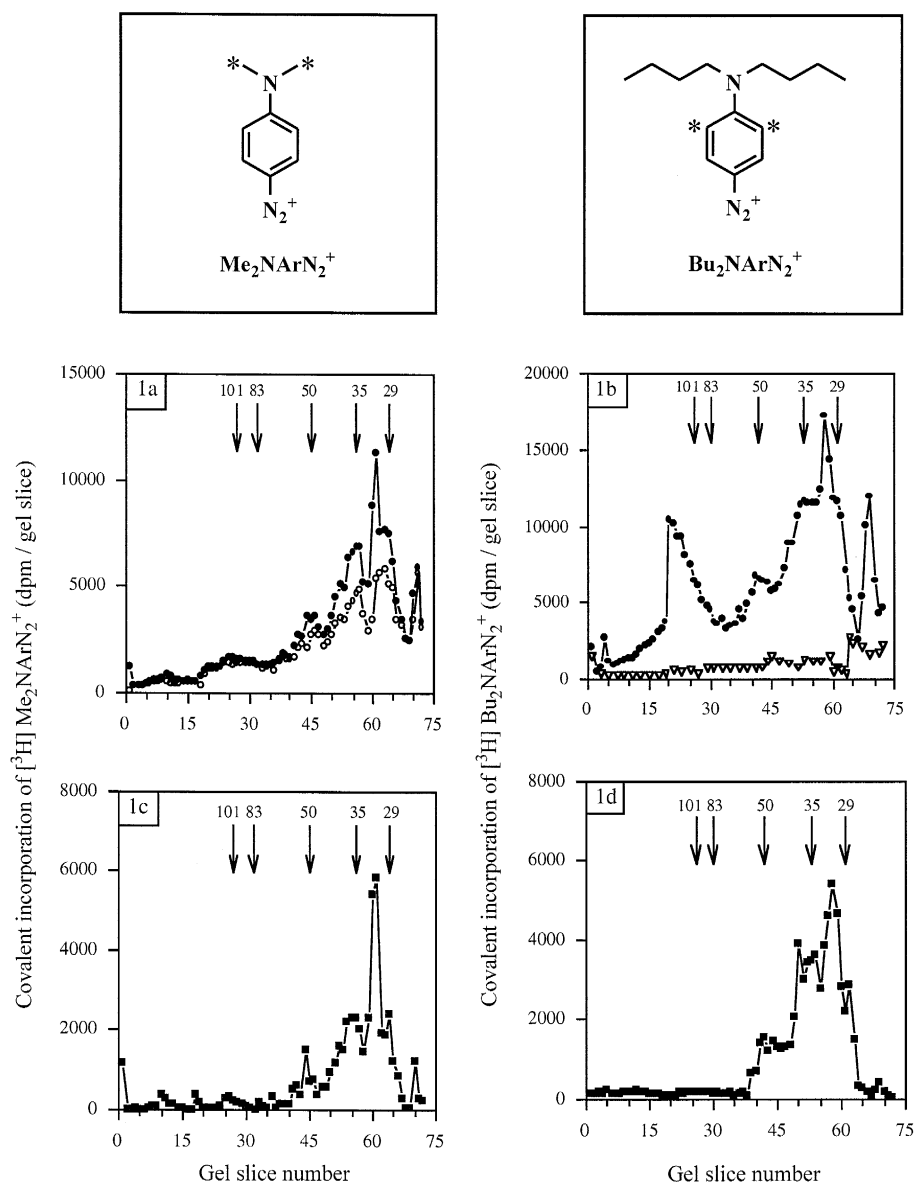 * *
N
N₂⁺
Me₂NArN₂⁺
N
* *
N₂⁺
Bu₂NArN₂⁺
Covalent incorporation of [³H] Me₂NArN₂⁺ (dpm / gel slice)
1a
101 83 50 35 29
15000
10000
5000
0
0 15 30 45 60 75
Covalent incorporation of [³H] Bu₂NArN₂⁺ (dpm / gel slice)
1b
101 83 50 35 29
20000
15000
10000
5000
0
0 15 30 45 60 75
1c
101 83 50 35 29
8000
6000
4000
2000
0
0 15 30 45 60 75
Gel slice number
1d
101 83 50 35 29
8000
6000
4000
2000
0
0 15 30 45 60 75
Gel slice number